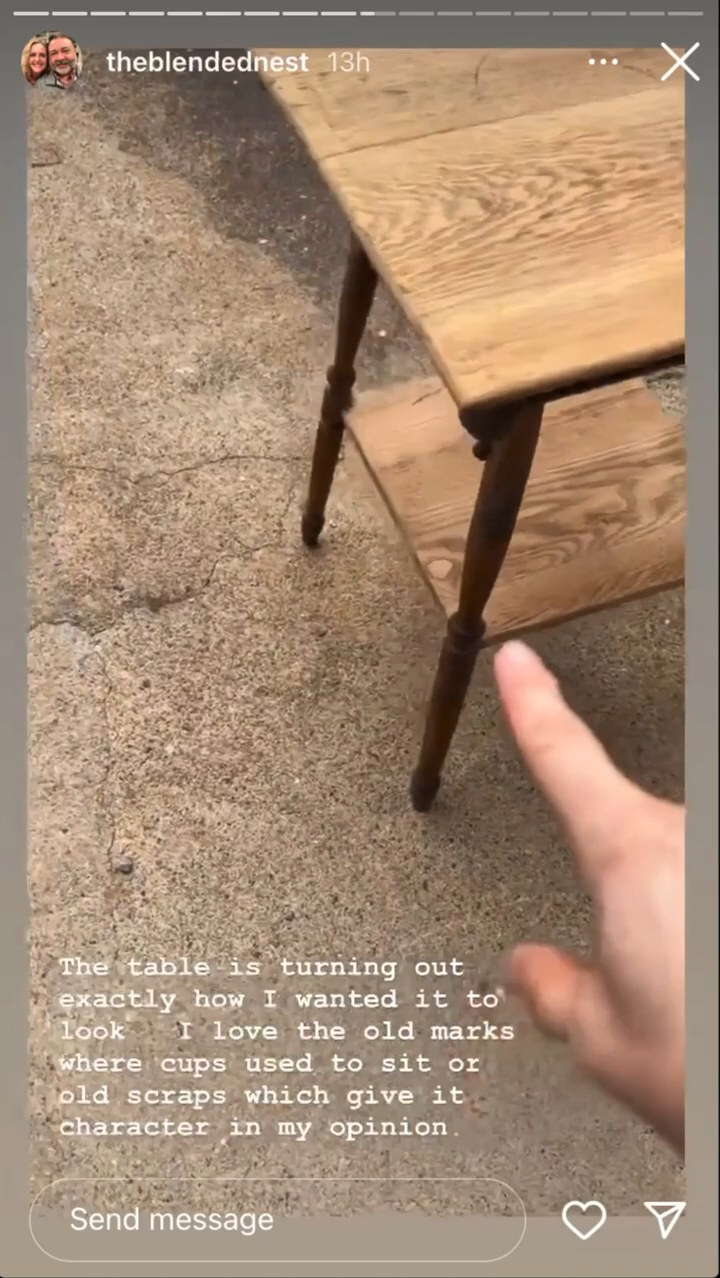 theblendednest 13h
The table is turning out
exactly how I wanted it to
look I love the old marks
where cups used to sit or
old scraps which give it
character in my opinion.
Send message